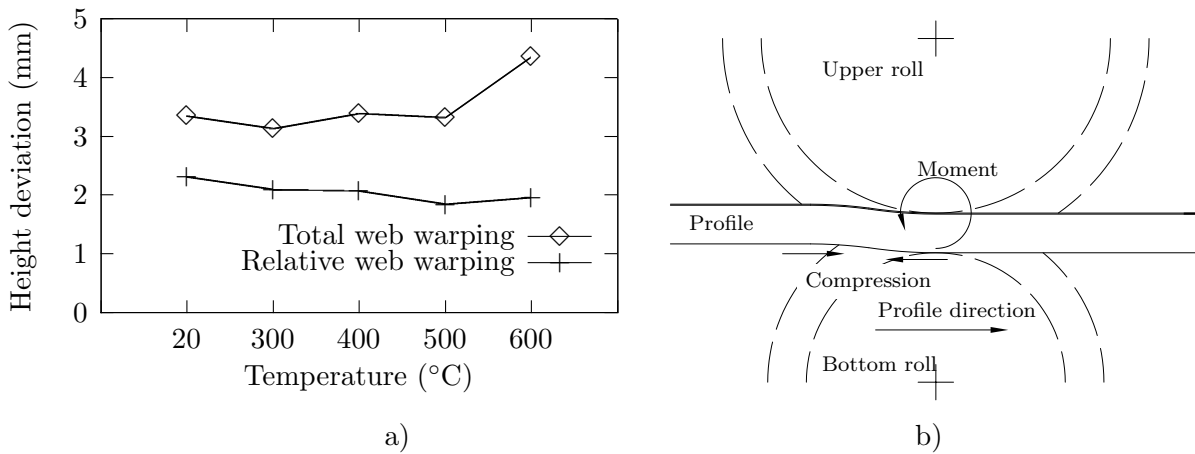 5
4
3
2
1
0
Height deviation (mm)
Total web warping
Relative web warping
20 300 400 500 600
Temperature (°C)
a)
Upper roll
Moment
Profile
Compression
Profile direction
Bottom roll
b)